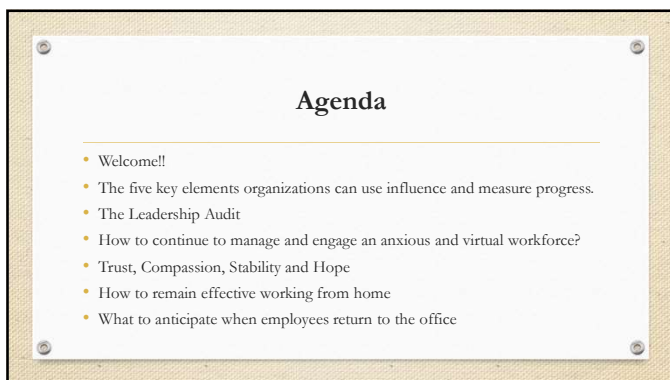 Agenda
• Welcome!!
• The five key elements organizations can use influence and measure progress.
• The Leadership Audit
• How to continue to manage and engage an anxious and virtual workforce?
• Trust, Compassion, Stability and Hope
• How to remain effective working from home
• What to anticipate when employees return to the office